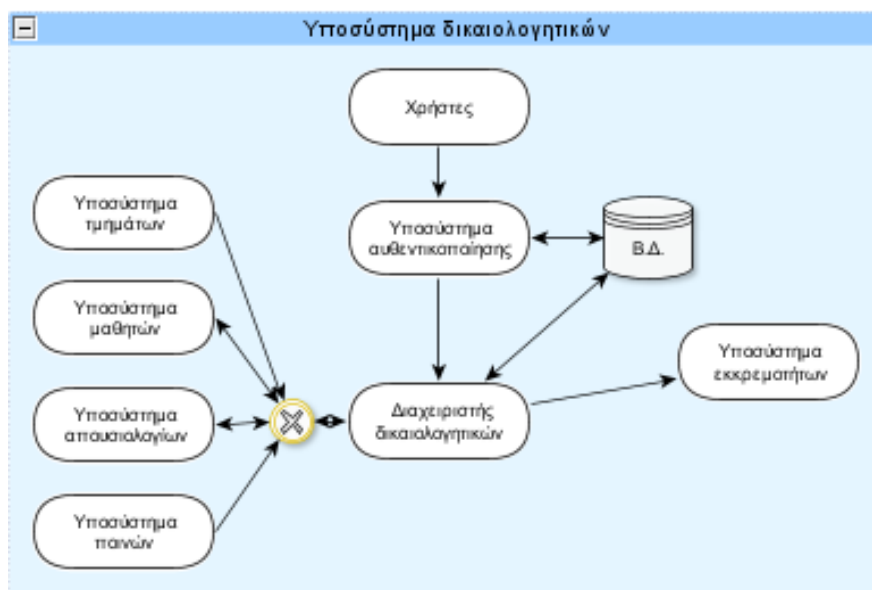 Υποσύστημα δικαιολογητικών
Χρήστες
Υποσύστημα
τμημάτων
Υποσύστημα
αυθεντικοποίησης
Β.Δ.
Υποσύστημα
μαθητών
Υποσύστημα
εκκρεμοτήτων
Υποσύστημα
απουσιολογίων
Διαχειριστής
δικαιολογητικών
Υποσύστημα
ποινών